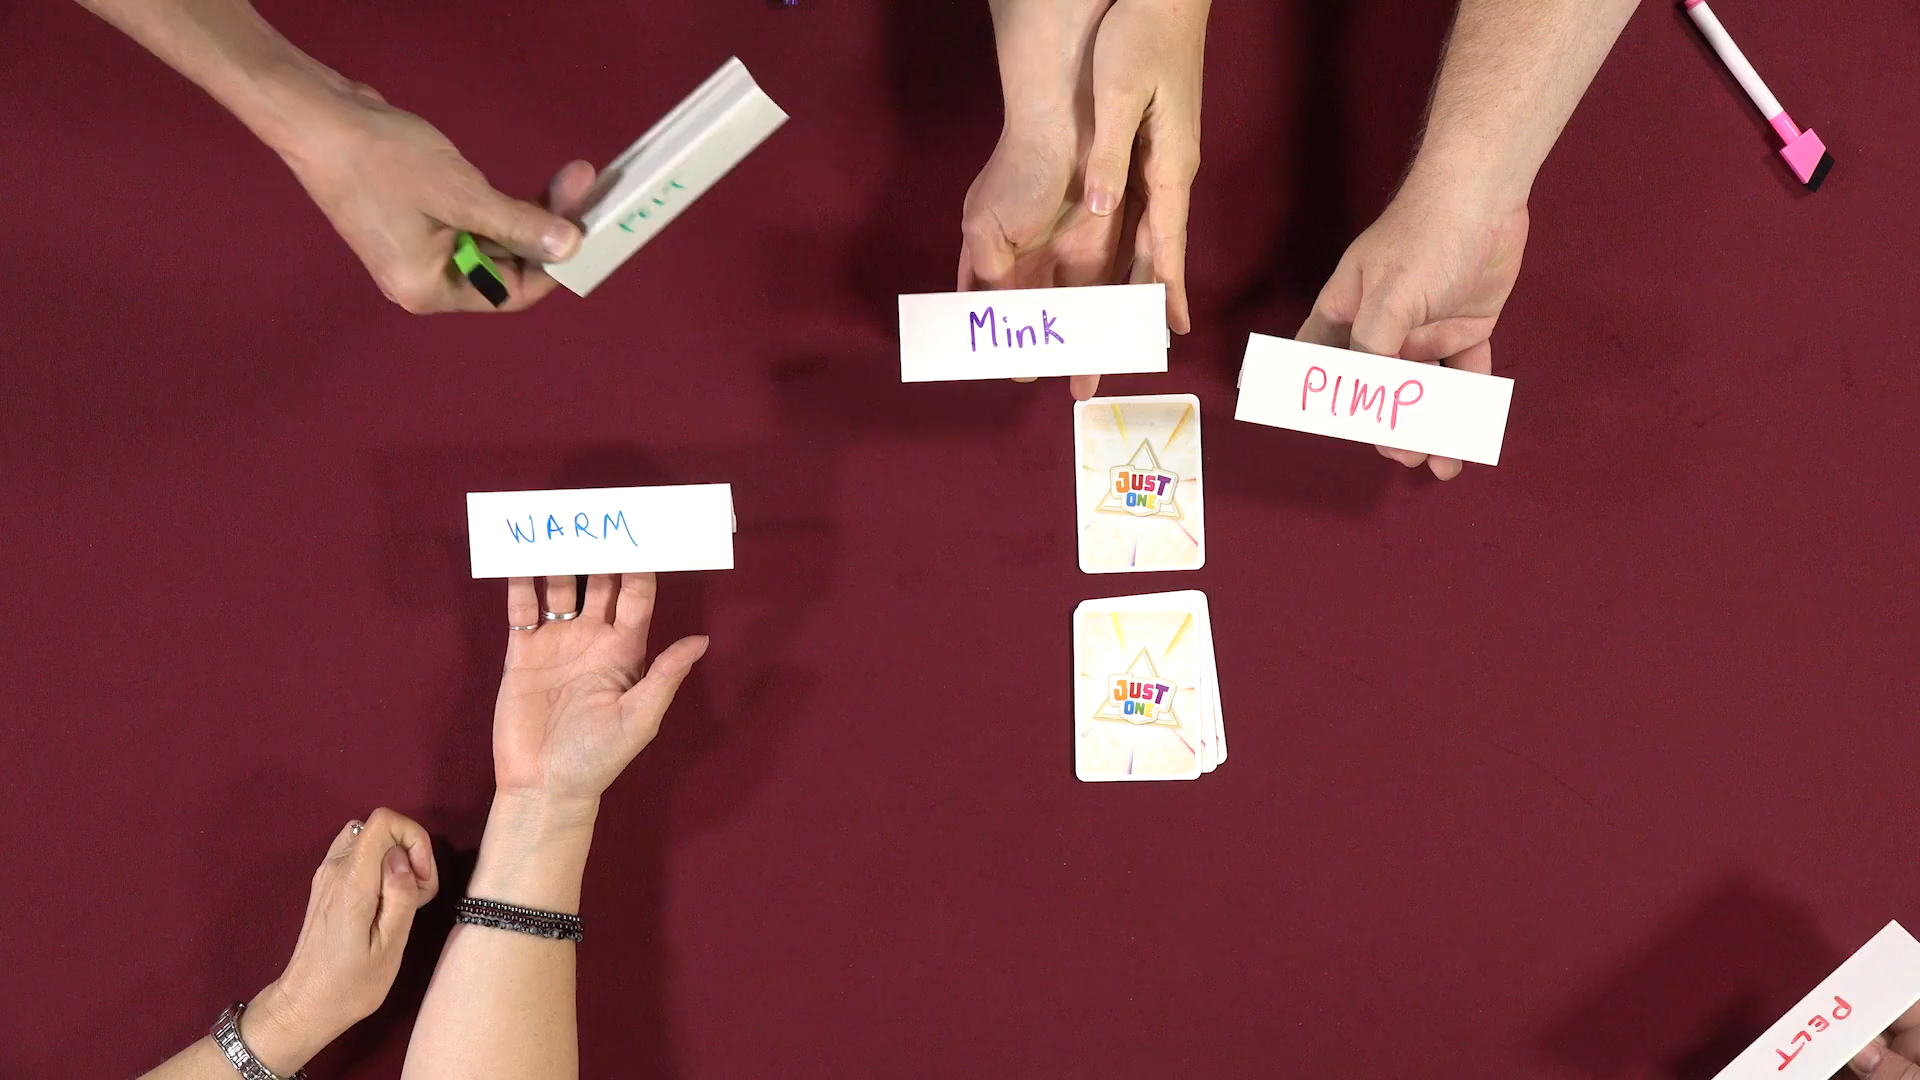 Mink
PIMP
JUST
ONE
WARM
JUST
ONE
PELT